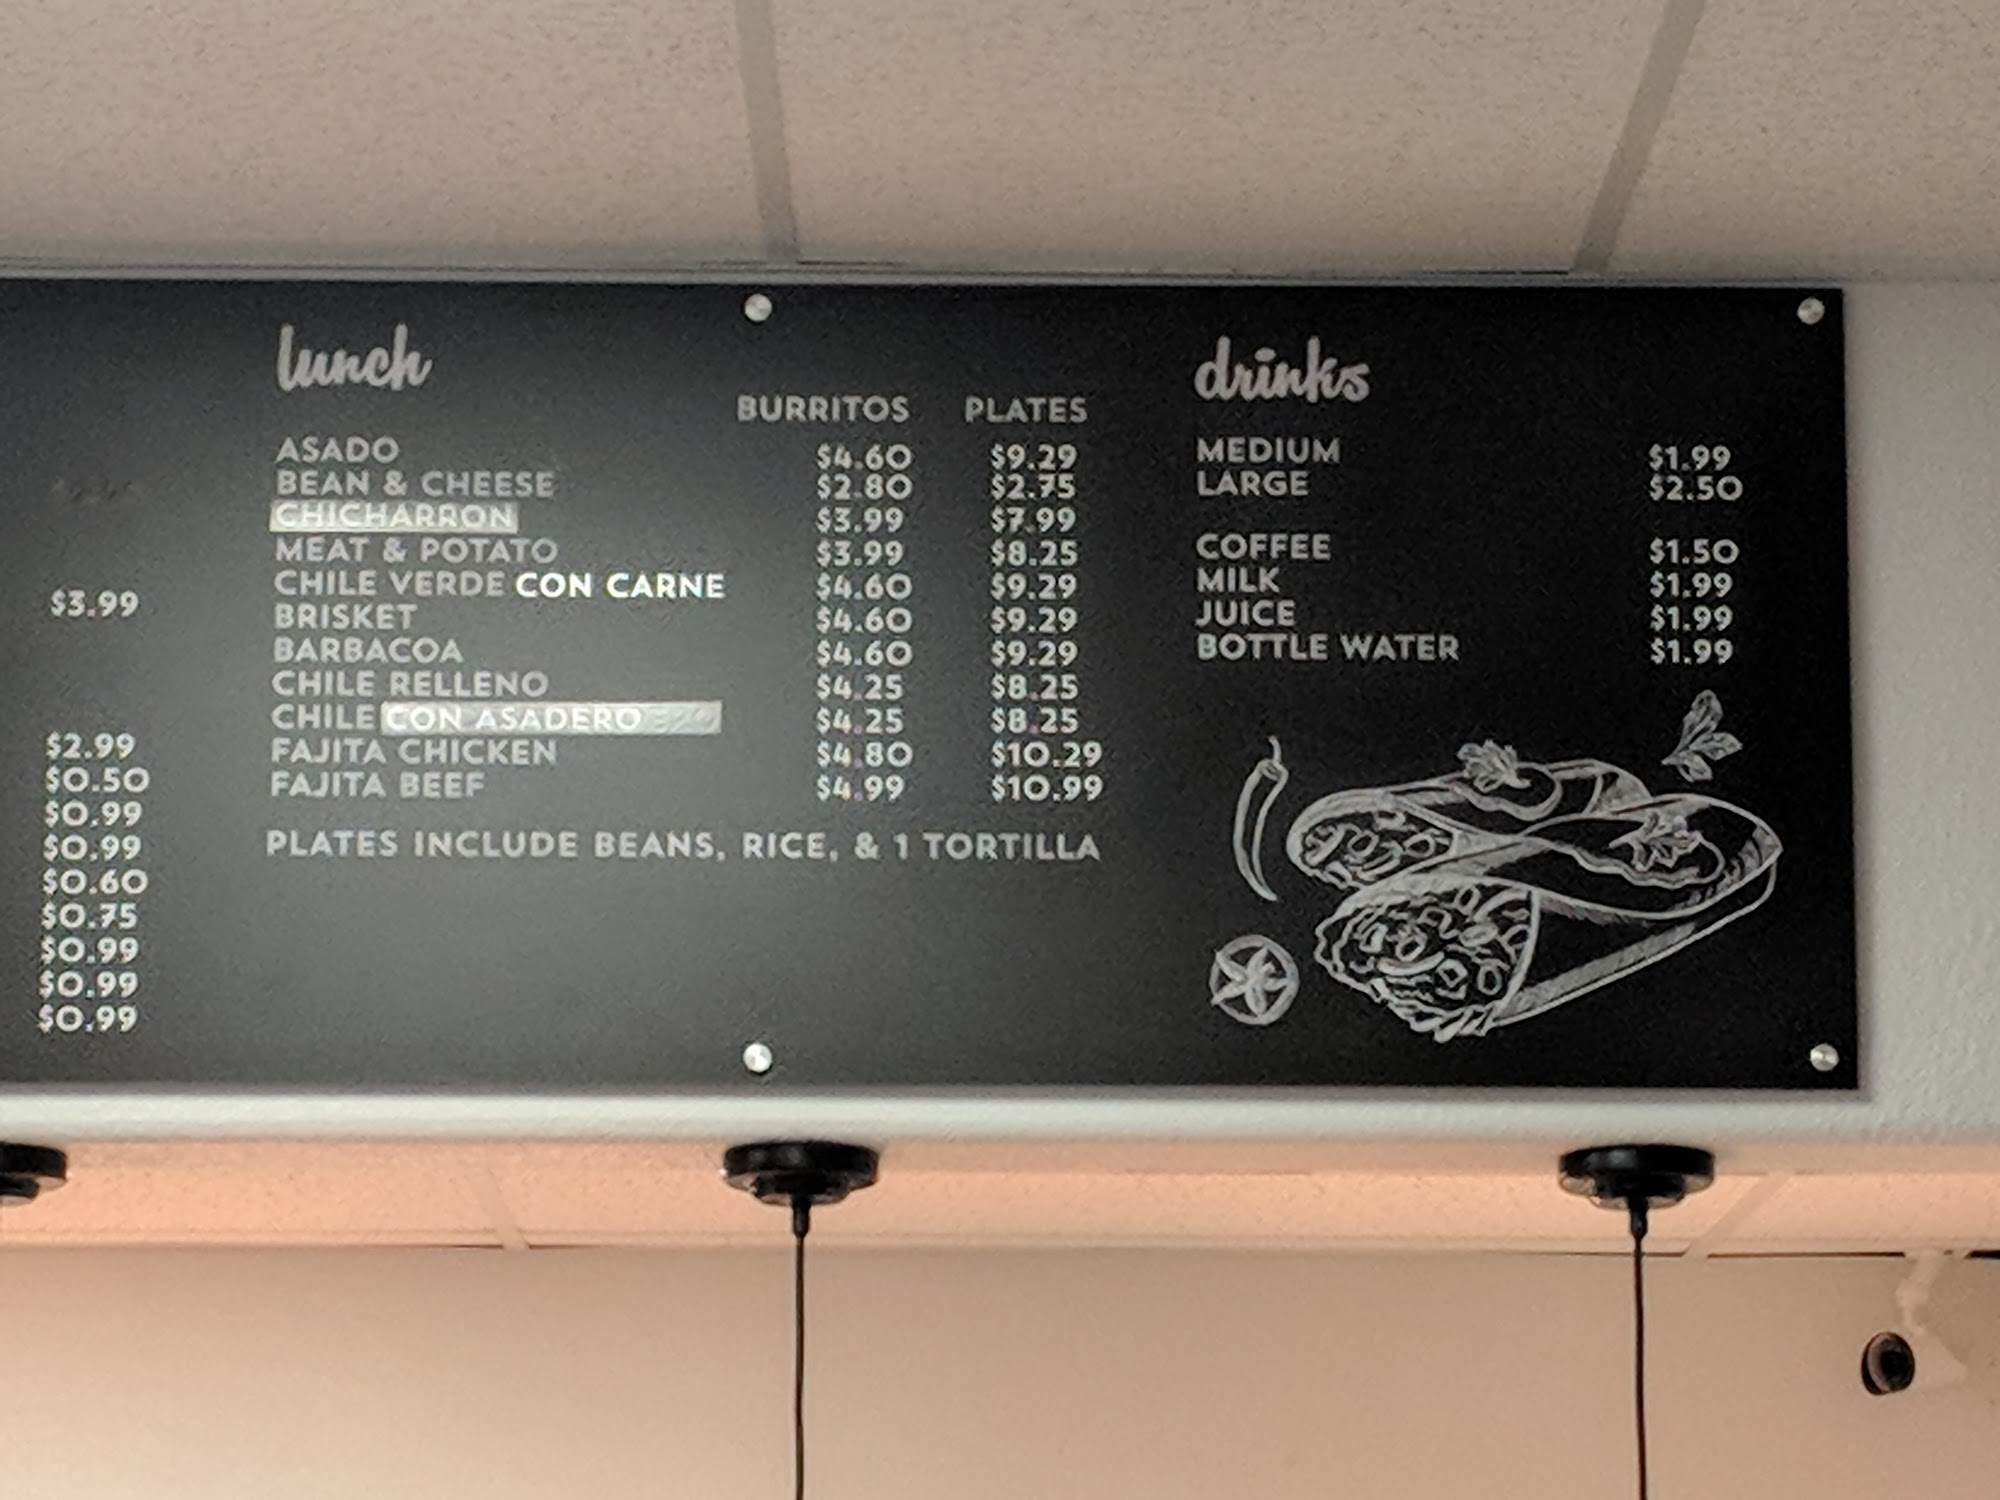 $3.99
$2.99
$0.50
$0.99
$0.99
$0.60
$0.75
$0.99
$0.99
$0.99
lunch
BURRITOS PLATES
ASADO $4.60 $9.29
BEAN & CHEESE $2.80 $2.75
CHICHARRON $3.99 $7.99
MEAT & POTATO $3.99 $8.25
CHILE VERDE CON CARNE $4.60 $9.29
BRISKET $4.60 $9.29
BARBACOA $4.60 $9.29
CHILE RELLENO $4.25 $8.25
CHILE CON ASADERO $4.25 $8.25
FAJITA CHICKEN $4.80 $10.29
FAJITA BEEF $4.99 $10.99
PLATES INCLUDE BEANS, RICE, & 1 TORTILLA
drinks
MEDIUM $1.99
LARGE $2.50
COFFEE $1.50
MILK $1.99
JUICE $1.99
BOTTLE WATER $1.99